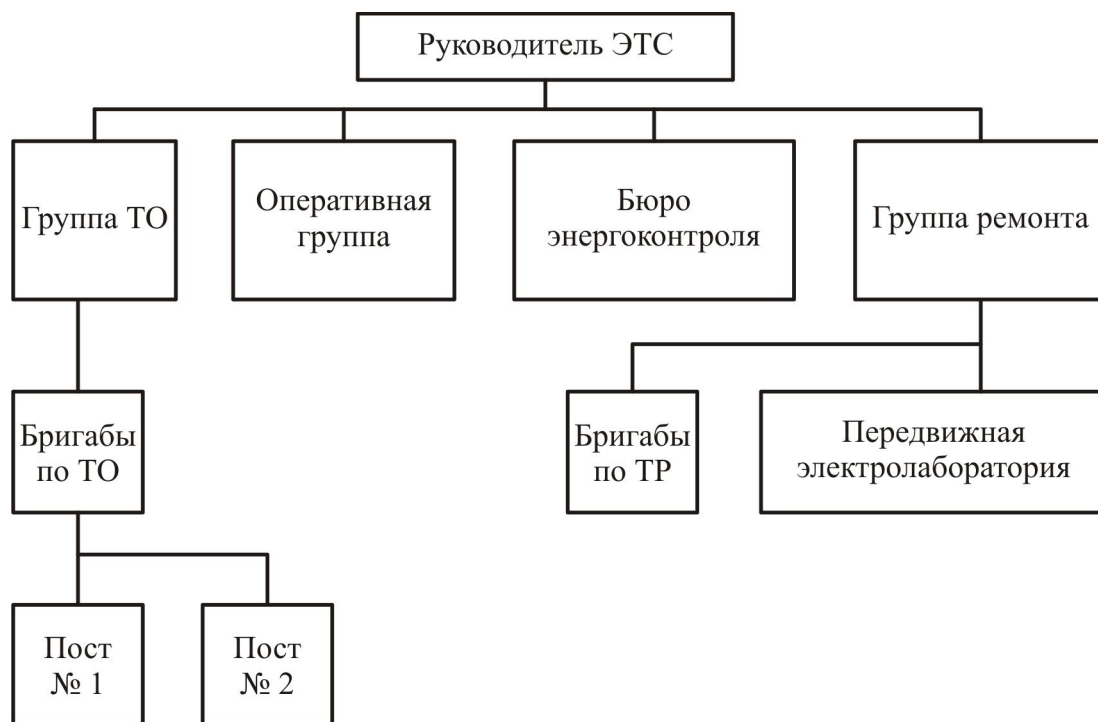 Руководитель ЭТС
Группа ТО
Оперативная
группа
Бюро
энергоконтроля
Группа ремонта
Бригабы
по ТО
Бригабы
по ТР
Передвижная
электролаборатория
Пост
№ 1
Пост
№ 2